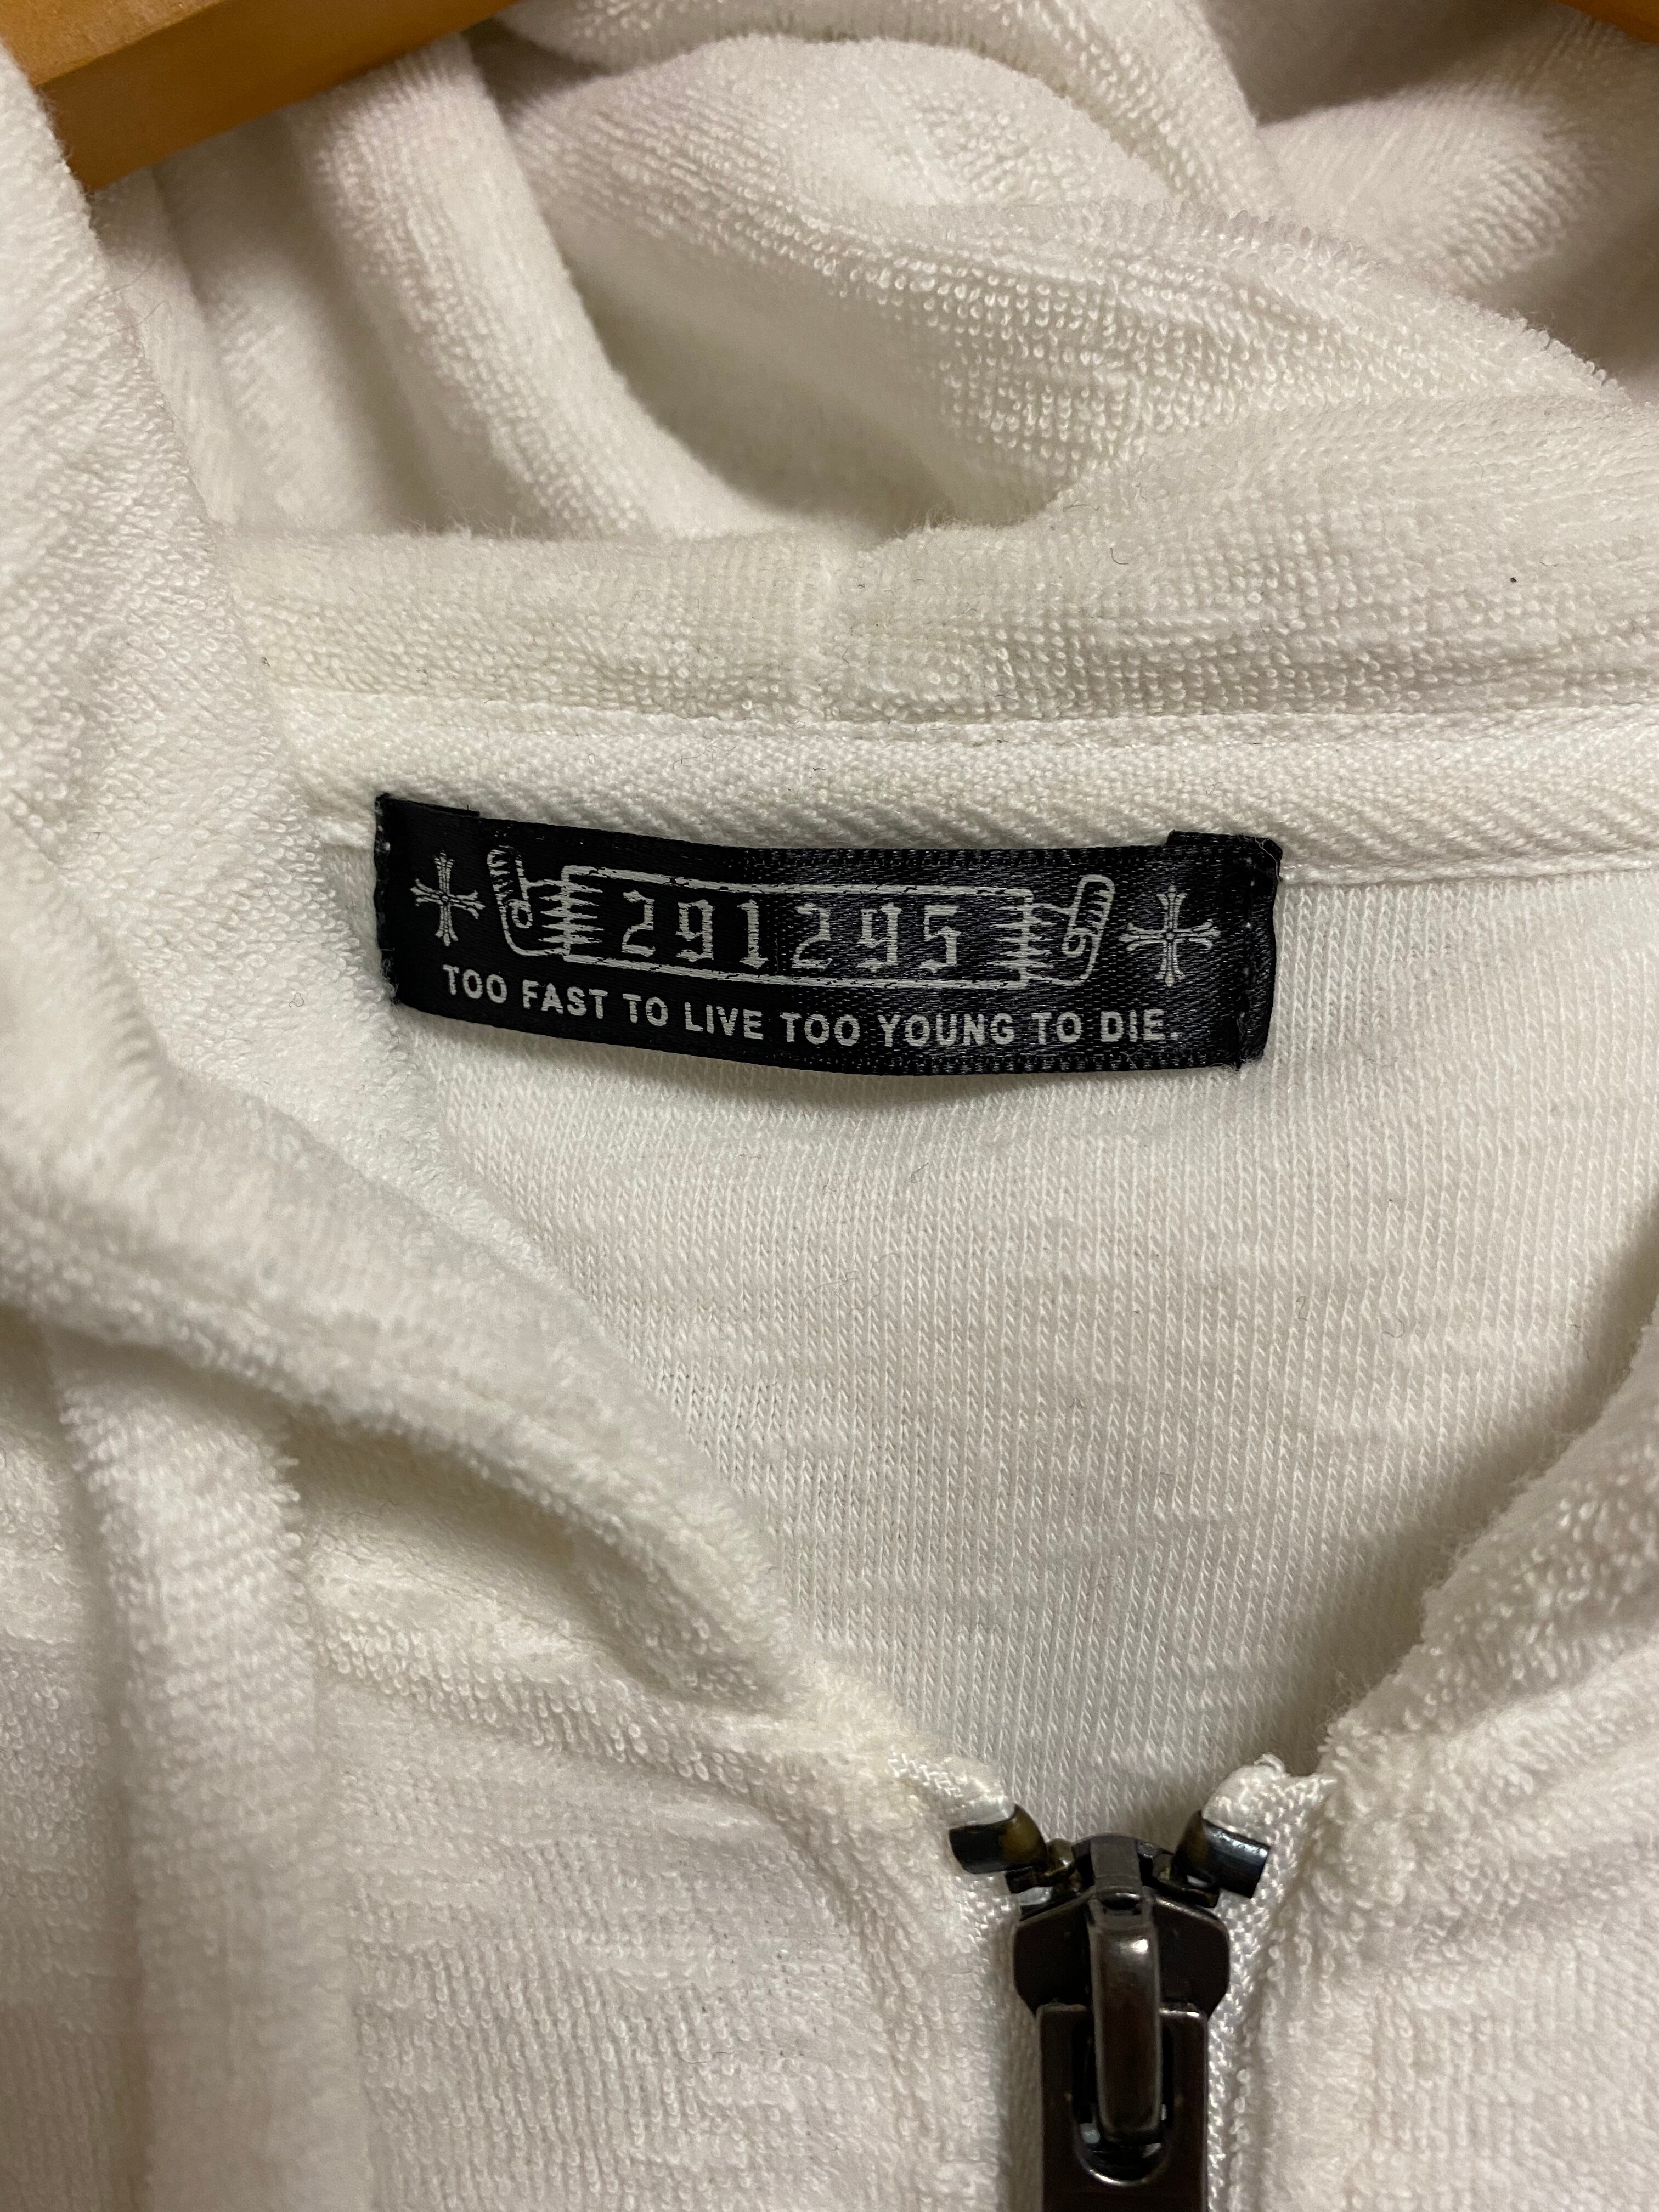 291295
TOO FAST TO LIVE TOO YOUNG TO DIE.